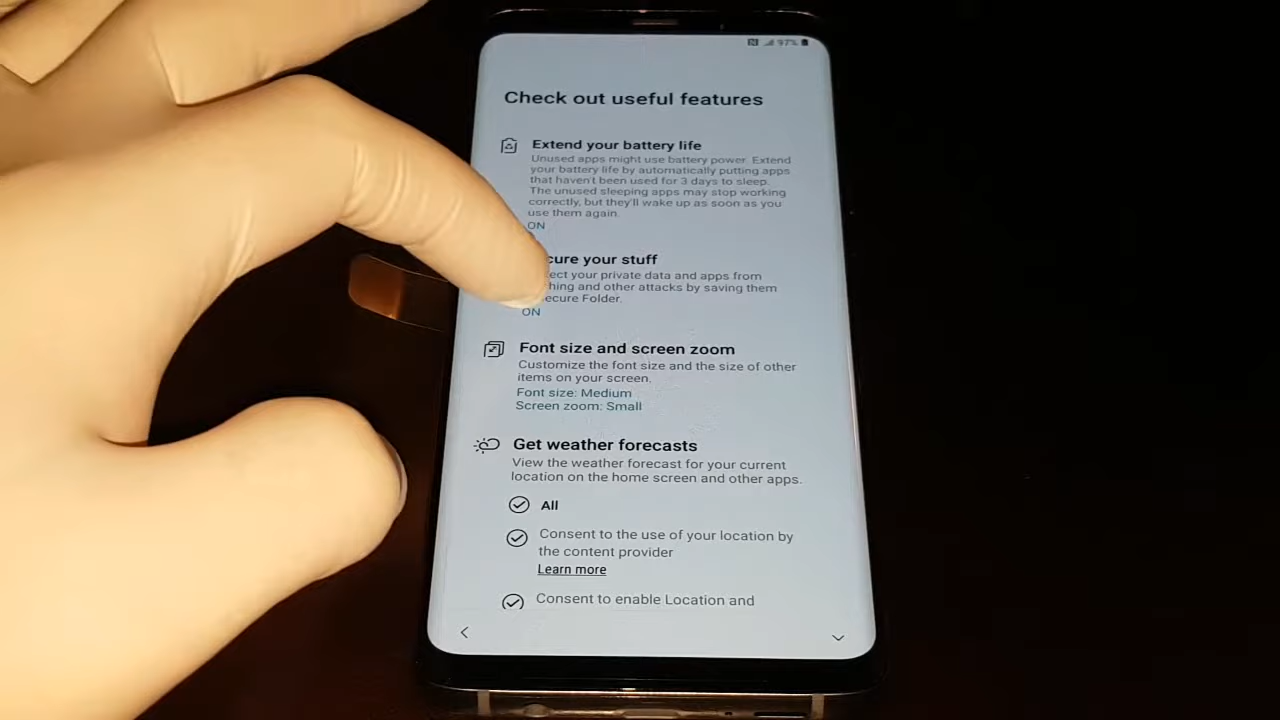 97%
Check out useful features
Extend your battery life
Unused apps might use battery power. Extend
your battery life by automatically putting apps
that haven't been used for 3 days to sleep.
The unused sleeping apps may stop working
correctly, but they'll wake up as soon as you
use them again.
ON
cure your stuff
ect your private data and apps from
hing and other attacks by saving them
ecure Folder.
ON
Font size and screen zoom
Customize the font size and the size of other
items on your screen.
Font size: Medium
Screen zoom: Small
Get weather forecasts
View the weather forecast for your current
location on the home screen and other apps.
All
Consent to the use of your location by
the content provider
Learn more
Consent to enable Location and